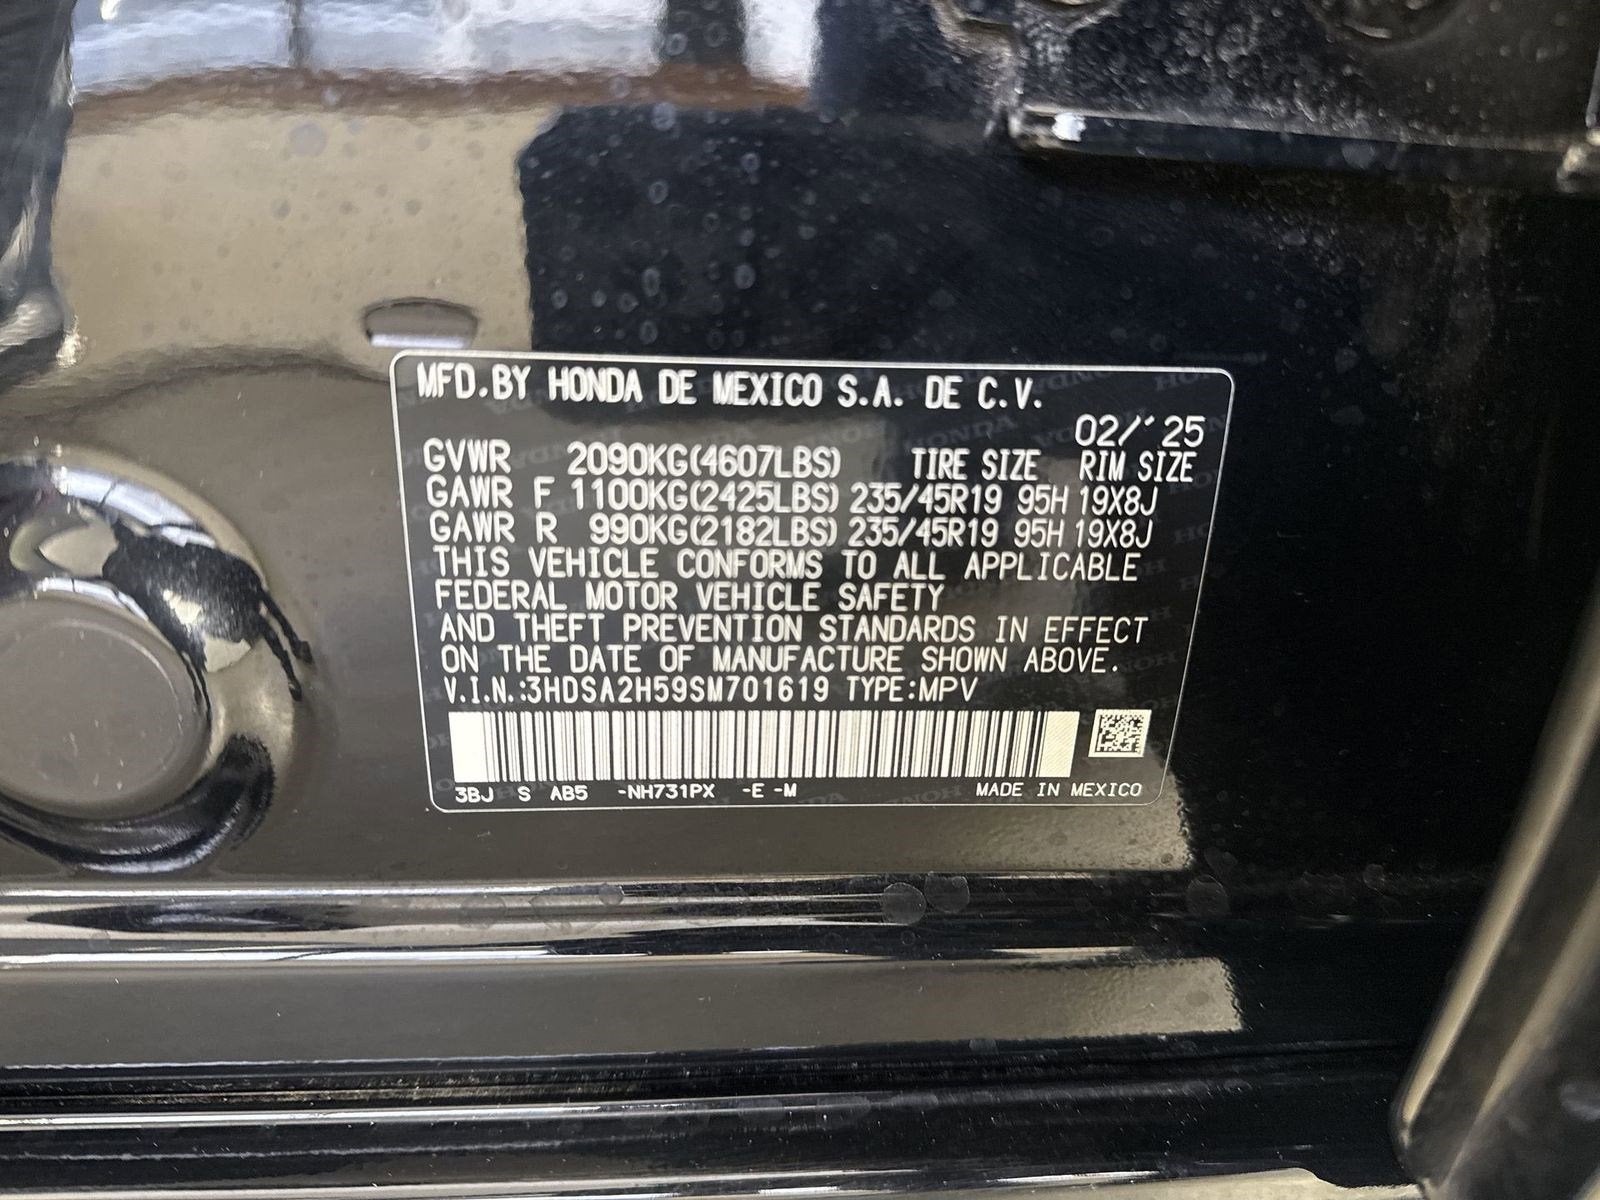 MFD.BY HONDA DE MEXICO S.A. DE C.V.
02/'25
GVWR 2090KG(4607LBS) TIRE SIZE RIM SIZE
GAWR F 1100KG(2425LBS) 235/45R19 95H 19X8J
GAWR R 990KG(2182LBS) 235/45R19 95H 19X8J
THIS VEHICLE CONFORMS TO ALL APPLICABLE
FEDERAL MOTOR VEHICLE SAFETY
AND THEFT PREVENTION STANDARDS IN EFFECT
ON THE DATE OF MANUFACTURE SHOWN ABOVE.
V.I.N.:3HDSA2H59SM701619 TYPE:MPV
3BJ S AB5 -NH731PX -E -M MADE IN MEXICO